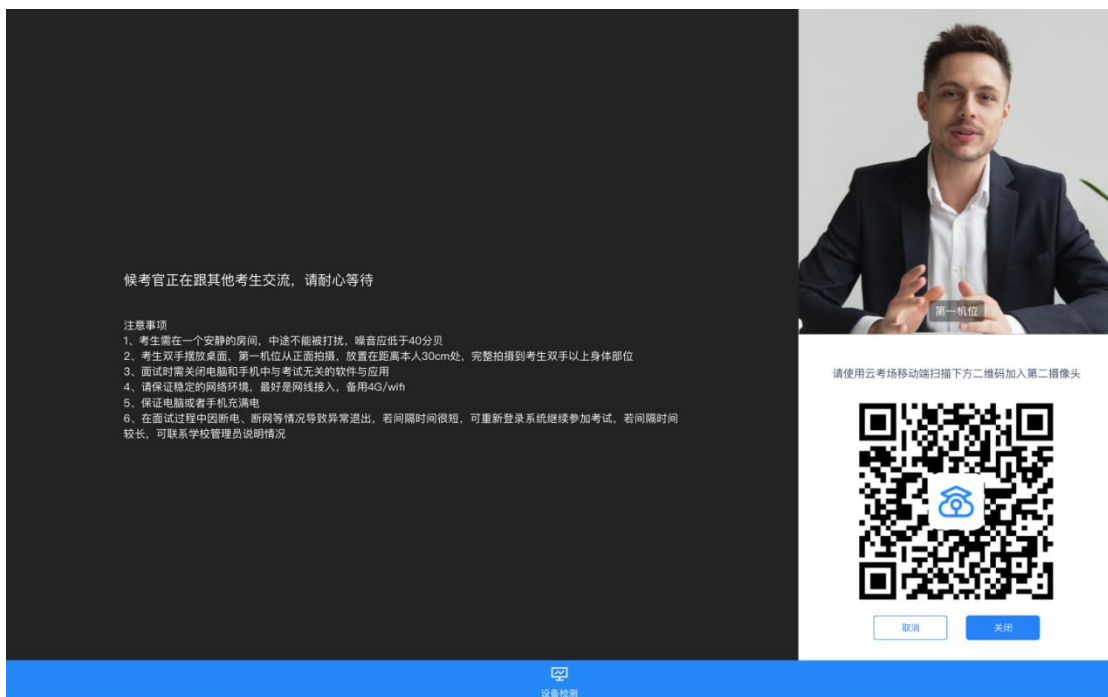 候考官正在跟其他考生交流，请耐心等待
注意事项
1、考生需在一个安静的房间，中途不能被打扰，噪音应低于40分贝
2、考生双手摆放桌面，第一机位从正面拍摄，放置在距离本人30cm处，完整拍摄到考生双手以上身体部位
3、面试时需关闭电脑和手机中与考试无关的软件与应用
4、请保证稳定的网络环境，最好是网线接入，备用4G/wifi
5、保证电脑或者手机充满电
6、在面试过程中因断电、断网等情况导致异常退出，若间隔时间很短，可重新登录系统继续参加考试，若间隔时间
较长，可联系学校管理员说明情况
第一机位
请使用云考场移动端扫描下方二维码加入第二摄像头
取消
关闭
设备检测